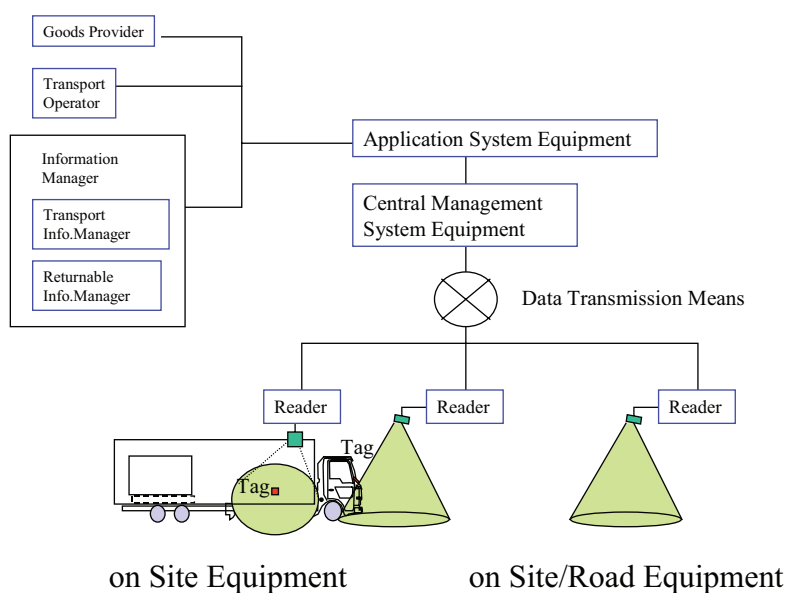 Goods Provider
Transport
Operator
Information
Manager
Transport
Info.Manager
Returnable
Info.Manager
Application System Equipment
Central Management
System Equipment
Data Transmission Means
Reader
Reader
Reader
Tag
Tag
on Site Equipment
on Site/Road Equipment